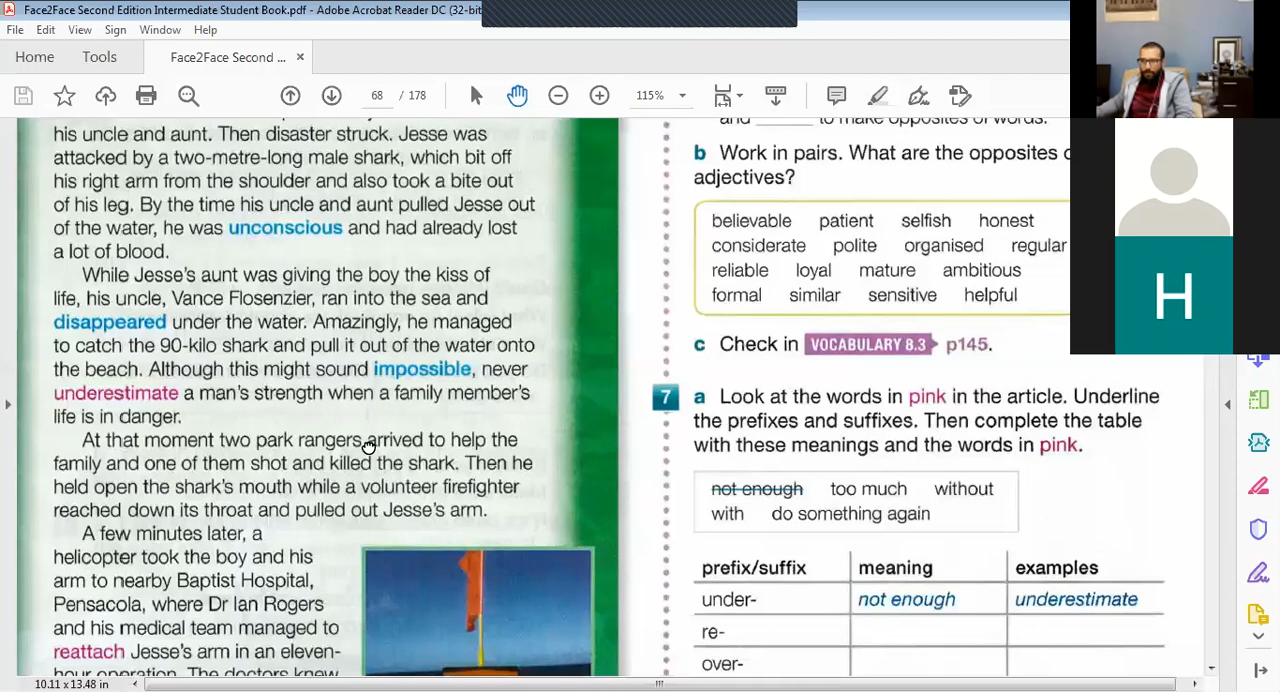 Face2Face Second Edition Intermediate Student Book.pdf - Adobe Acrobat Reader DC (32-bit
File Edit View Sign Window Help
Home Tools Face2Face Second ... ×
68 / 178 115%
his uncle and aunt. Then disaster struck. Jesse was
attacked by a two-metre-long male shark, which bit off
his right arm from the shoulder and also took a bite out
of his leg. By the time his uncle and aunt pulled Jesse out
of the water, he was unconscious and had already lost
a lot of blood.
While Jesse's aunt was giving the boy the kiss of
life, his uncle, Vance Flosenzier, ran into the sea and
disappeared under the water. Amazingly, he managed
to catch the 90-kilo shark and pull it out of the water onto
the beach. Although this might sound impossible, never
underestimate a man's strength when a family member's
life is in danger.
At that moment two park rangers arrived to help the
family and one of them shot and killed the shark. Then he
held open the shark's mouth while a volunteer firefighter
reached down its throat and pulled out Jesse's arm.
A few minutes later, a
helicopter took the boy and his
arm to nearby Baptist Hospital,
Pensacola, where Dr Ian Rogers
and his medical team managed to
reattach Jesse's arm in an eleven-
hour operation. The doctors knew
and ______ to make opposites of words.
b Work in pairs. What are the opposites
adjectives?
believable patient selfish honest
considerate polite organised regular
reliable loyal mature ambitious
formal similar sensitive helpful
c Check in VOCABULARY 8.3 p145.
7 a Look at the words in pink in the article. Underline
the prefixes and suffixes. Then complete the table
with these meanings and the words in pink.
not enough too much without
with do something again
prefix/suffix meaning examples
under- not enough underestimate
re-
over-
H
10.11 x 13.48 in